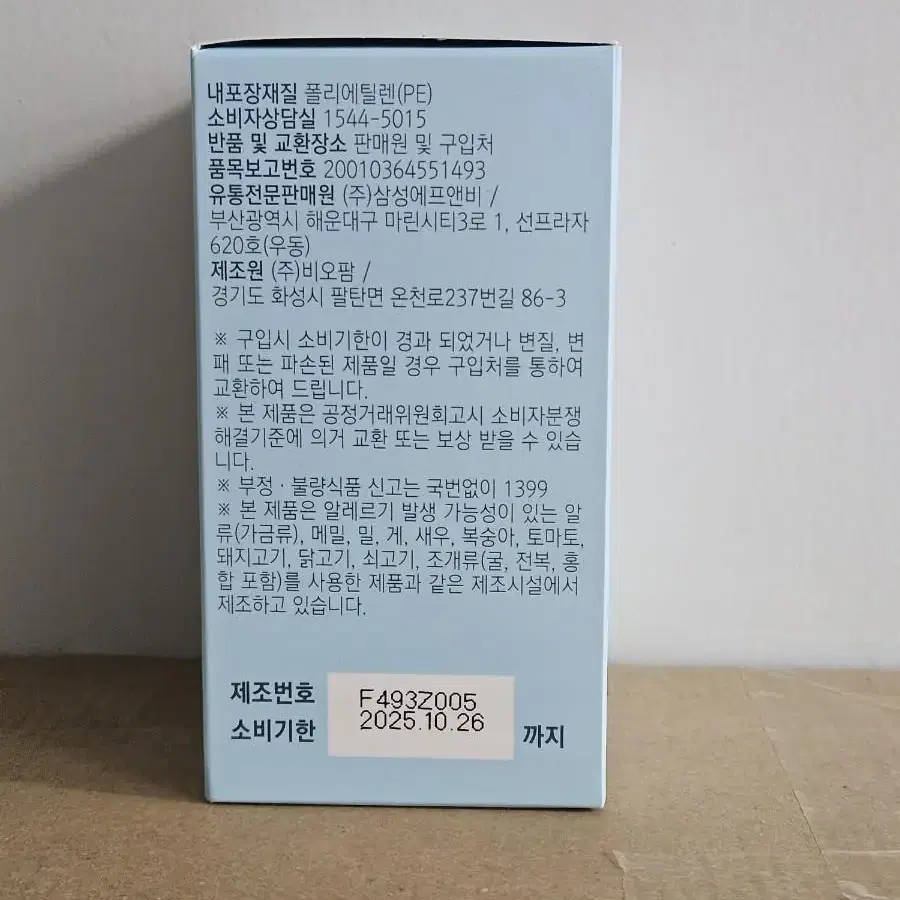 내포장재질 폴리에틸렌(PE)
소비자상담실 1544-5015
반품 및 교환장소 판매원 및 구입처
품목보고번호 20010364551493
유통전문판매원 (주)삼성에프앤비 /
부산광역시 해운대구 마린시티3로 1, 선프라자
620호(우동)
제조원 (주)비오팜 /
경기도 화성시 팔탄면 온천로237번길 86-3
※ 구입시 소비기한이 경과 되었거나 변질, 변
패 또는 파손된 제품일 경우 구입처를 통하여
교환하여 드립니다.
※ 본 제품은 공정거래위원회고시 소비자분쟁
해결기준에 의거 교환 또는 보상 받을 수 있습
니다.
※ 부정 · 불량식품 신고는 국번없이 1399
※ 본 제품은 알레르기 발생 가능성이 있는 알
류(가금류), 메밀, 밀, 게, 새우, 복숭아, 토마토,
돼지고기, 닭고기, 쇠고기, 조개류(굴, 전복, 홍
합 포함)를 사용한 제품과 같은 제조시설에서
제조하고 있습니다.
제조번호 F493Z005
소비기한 2025.10.26 까지